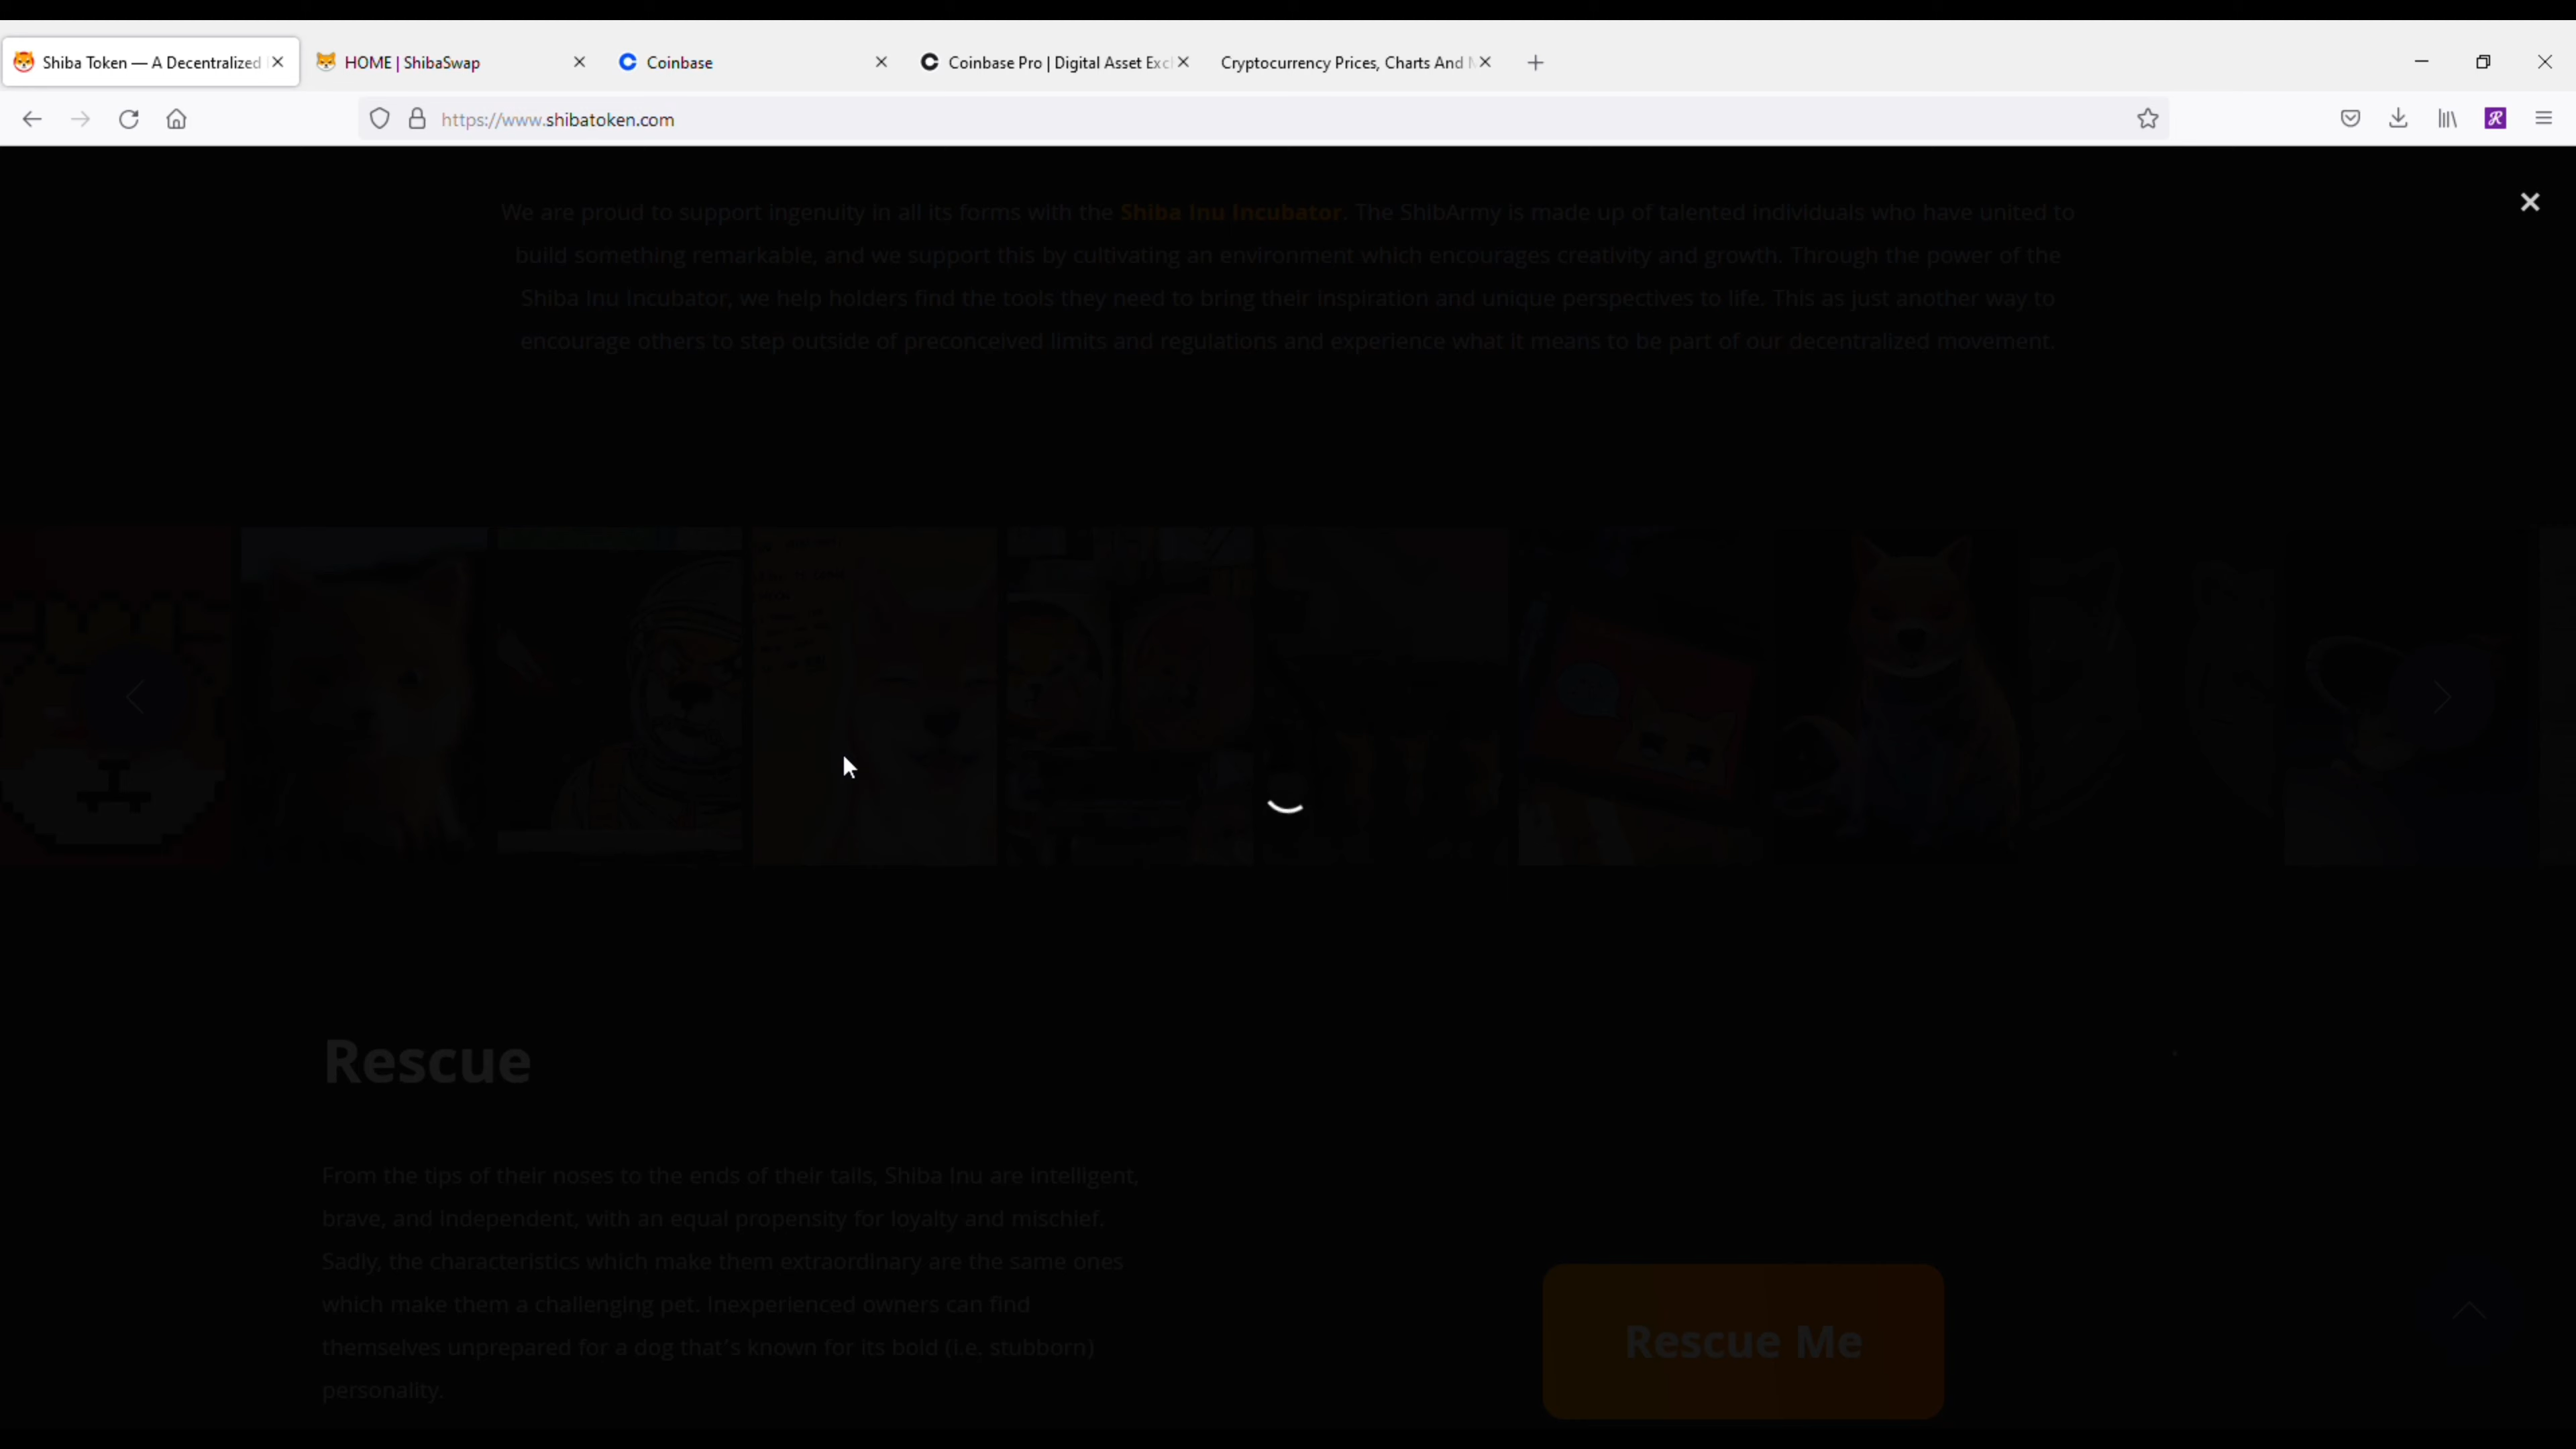 Shiba Token — A Decentralized
HOME | ShibaSwap
Coinbase
Coinbase Pro | Digital Asset Exc
Cryptocurrency Prices, Charts And
https://www.shibatoken.com
We are proud to support ingenuity in all its forms with the Shiba Inu Incubator. The ShibArmy is made up of talented individuals who have united to
build something remarkable, and we support this by cultivating an environment which encourages creativity and growth. Through the power of the
Shiba Inu Incubator, we help holders find the tools they need to bring their inspiration and unique perspectives to life. This as just another way to
encourage others to step outside of preconceived limits and regulations and experience what it means to be part of our decentralized movement.
Rescue
From the tips of their noses to the ends of their tails, Shiba Inu are intelligent,
brave, and independent, with an equal propensity for loyalty and mischief.
Sadly, the characteristics which make them extraordinary are the same ones
which make them a challenging pet. Inexperienced owners can find
themselves unprepared for a dog that's known for its bold (i.e. stubborn)
personality.
Rescue Me